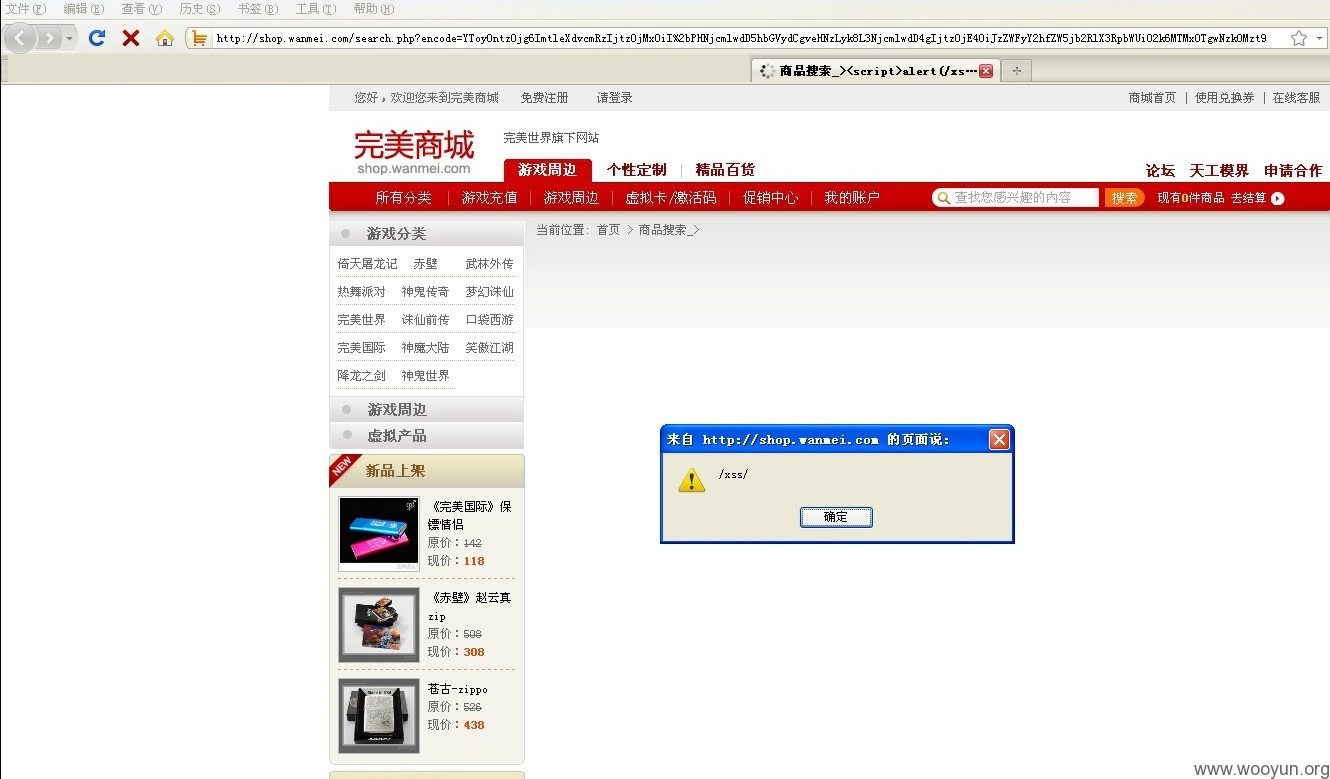 文件(F) 编辑(E) 查看(V) 历史(S) 书签(B) 工具(T) 帮助(H)
商品搜索_><script>alert(/xs…
您好，欢迎您来到完美商城 免费注册 请登录 商城首页 | 使用兑换券 | 在线客服
完美商城
shop.wanmei.com
完美世界旗下网站
游戏周边 个性定制 精品百货 论坛 天工模界 申请合作
所有分类 游戏充值 游戏周边 虚拟卡/激活码 促销中心 我的账户 查找您感兴趣的内容 搜索 现有0件商品 去结算
当前位置: 首页 > 商品搜索_>
游戏分类
倚天屠龙记 赤壁 武林外传
热舞派对 神鬼传奇 梦幻诛仙
完美世界 诛仙前传 口袋西游
完美国际 神魔大陆 笑傲江湖
降龙之剑 神鬼世界
游戏周边
虚拟产品
NEW 新品上架
《完美国际》保
镖情侣
原价：142
现价：118
《赤壁》赵云真
zip
原价：508
现价：308
苍古-zippo
原价：526
现价：438
来自 http://shop.wanmei.com 的页面说:
/xss/
确定
www.wooyun.org